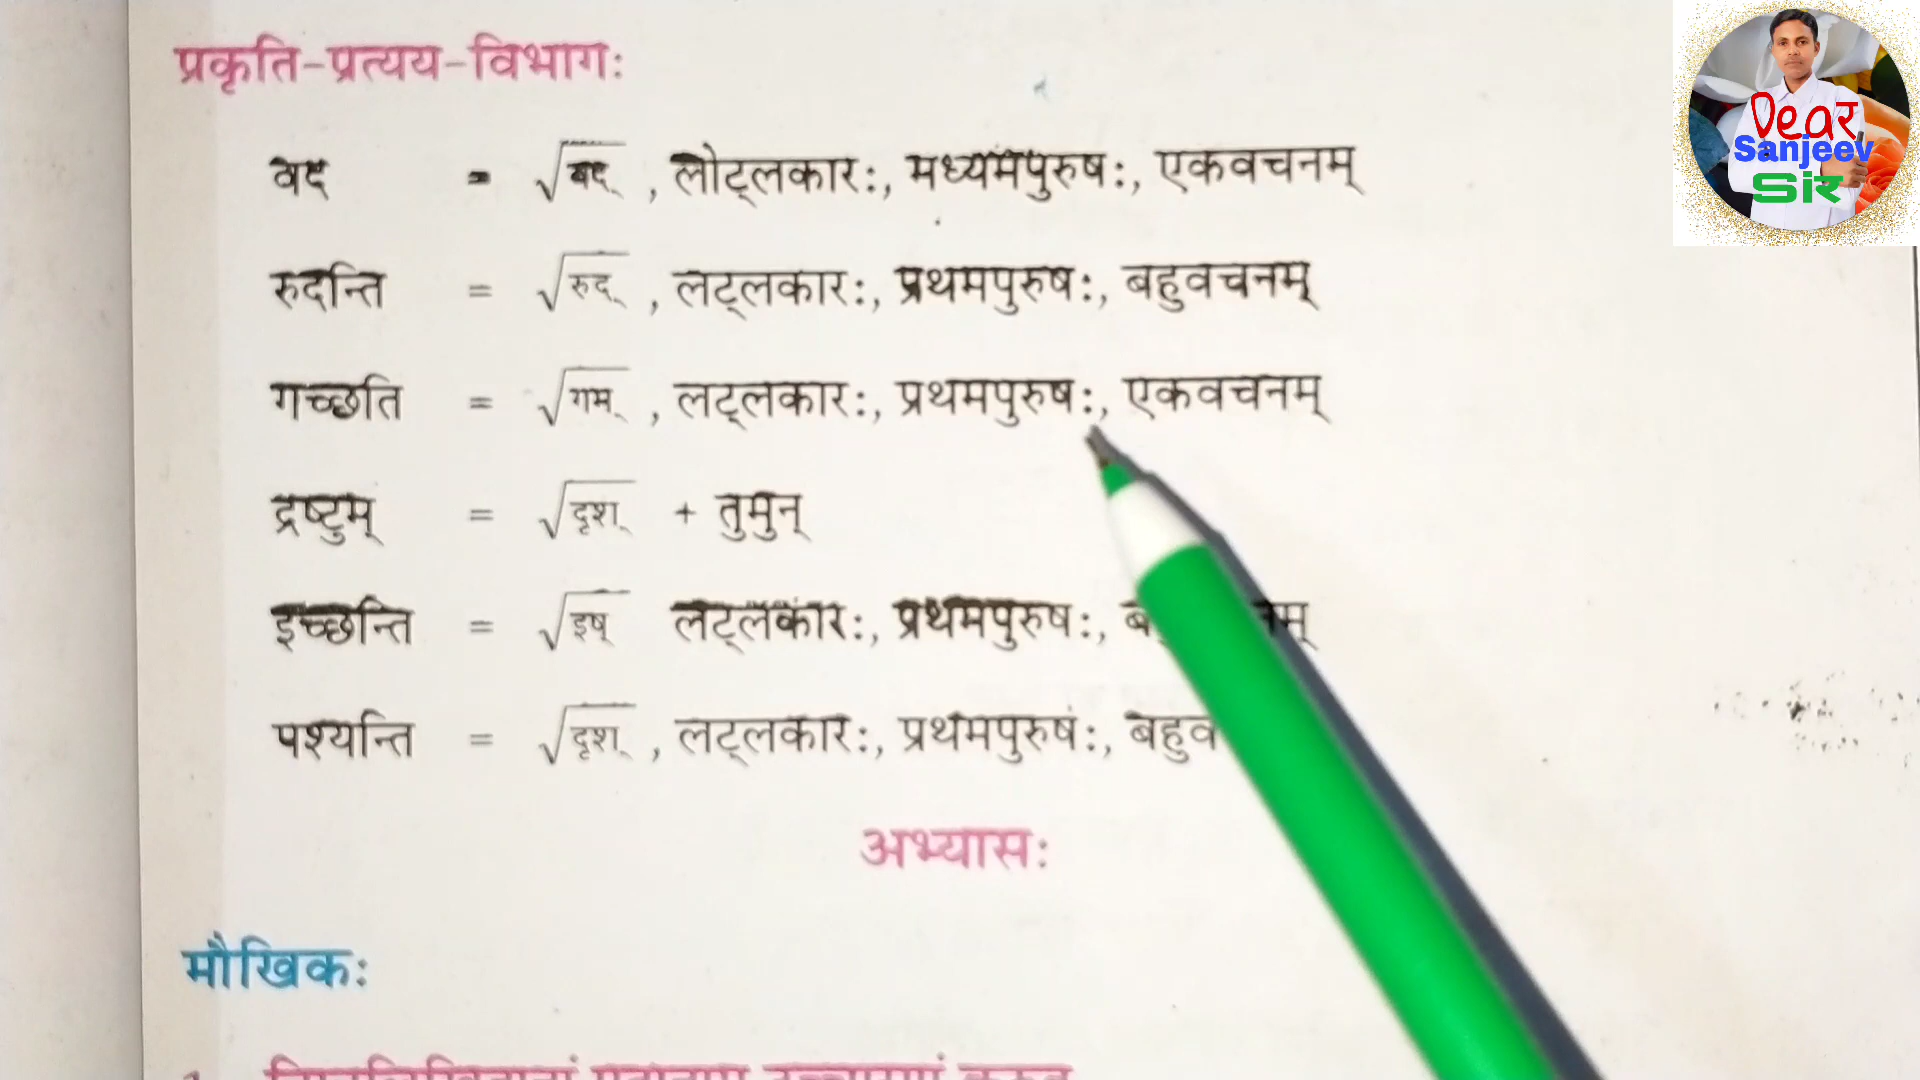 प्रकृति-प्रत्यय-विभागः
वद = √वद् , लोट्लकारः, मध्यमपुरुषः, एकवचनम्
रुदन्ति = √रुद् , लट्लकारः, प्रथमपुरुषः, बहुवचनम्
गच्छति = √गम् , लट्लकारः, प्रथमपुरुषः, एकवचनम्
द्रष्टुम् = √दृश् + तुमुन्
इच्छन्ति = √इष् लट्लकारः, प्रथमपुरुषः,
पश्यन्ति = √दृश् , लट्लकारः, प्रथमपुरुषः,
अभ्यासः
मौखिकः
Dear
Sanjeev
Sir